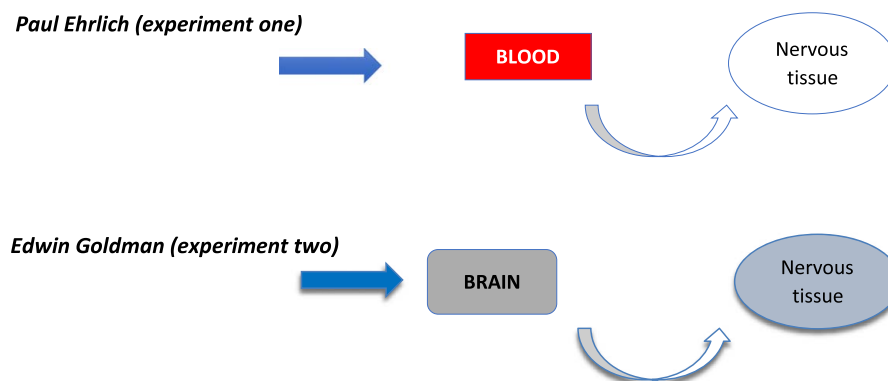 Paul Ehrlich (experiment one)
BLOOD
Nervous
tissue
Edwin Goldman (experiment two)
BRAIN
Nervous
tissue